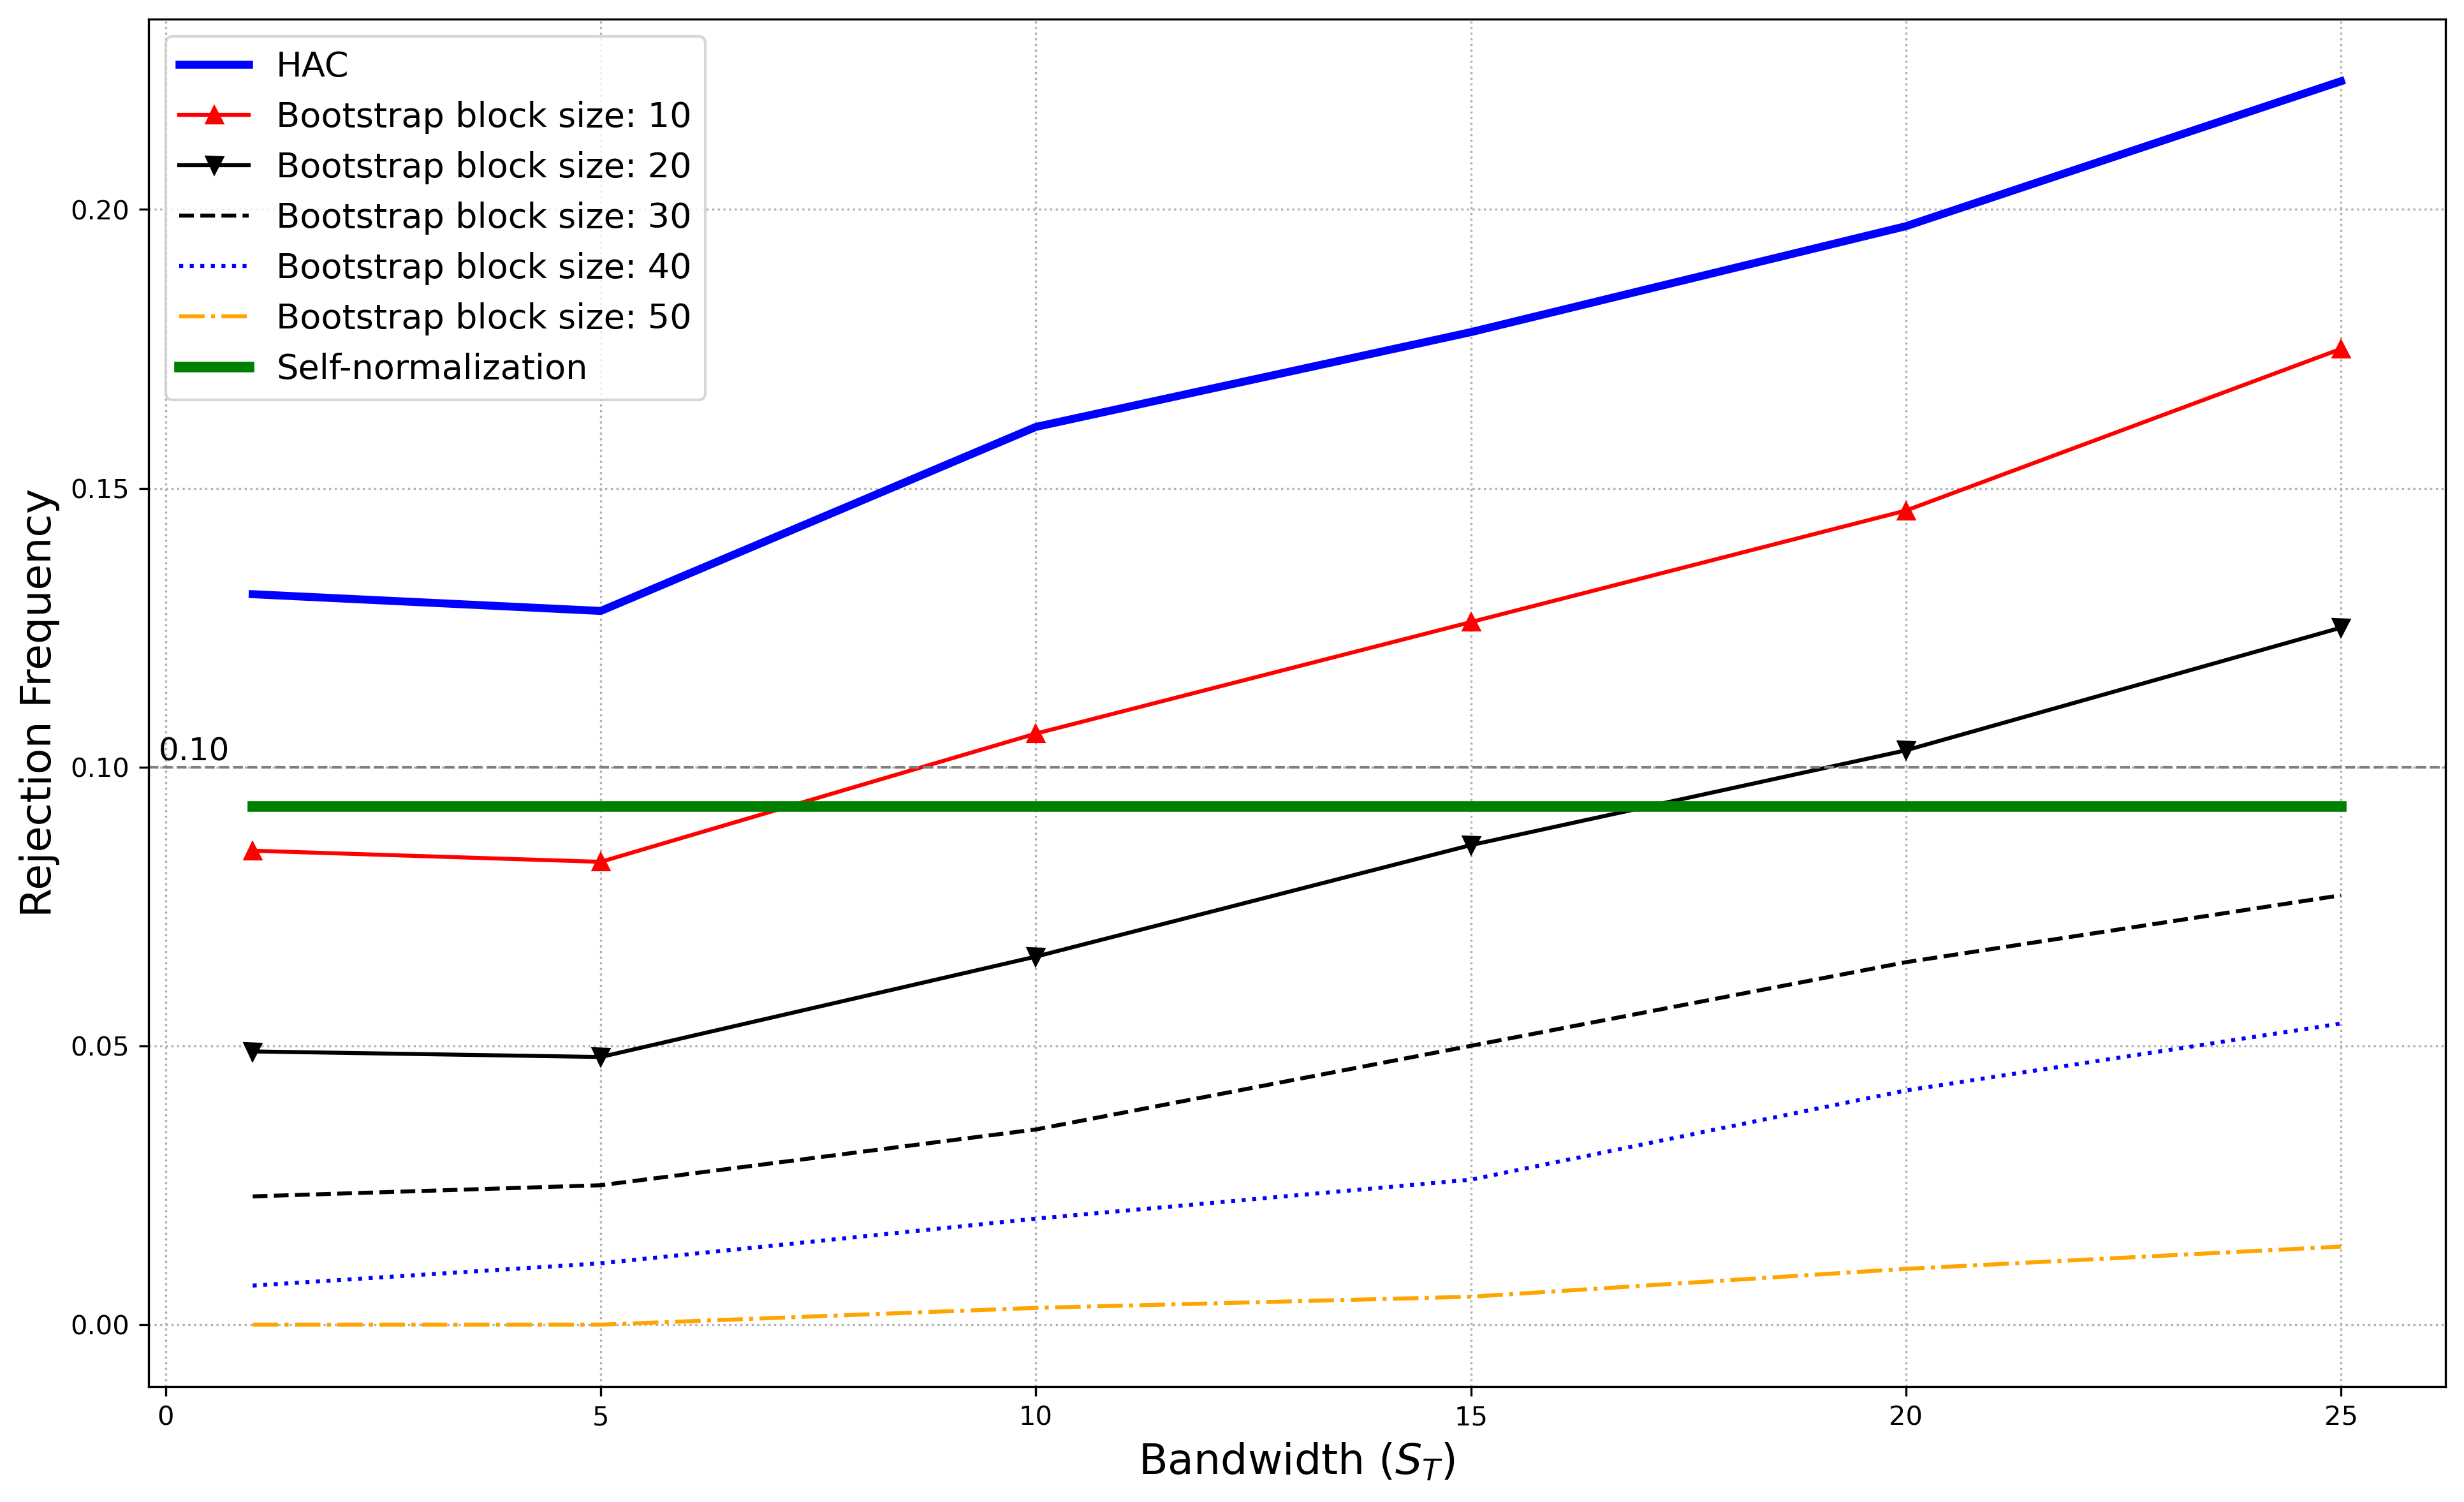 HAC
Bootstrap block size: 10
Bootstrap block size: 20
Bootstrap block size: 30
Bootstrap block size: 40
Bootstrap block size: 50
Self-normalization
Rejection Frequency
0.20
0.15
0.10
0.10
0.05
0.00
0 5 10 15 20 25
Bandwidth (S_T)